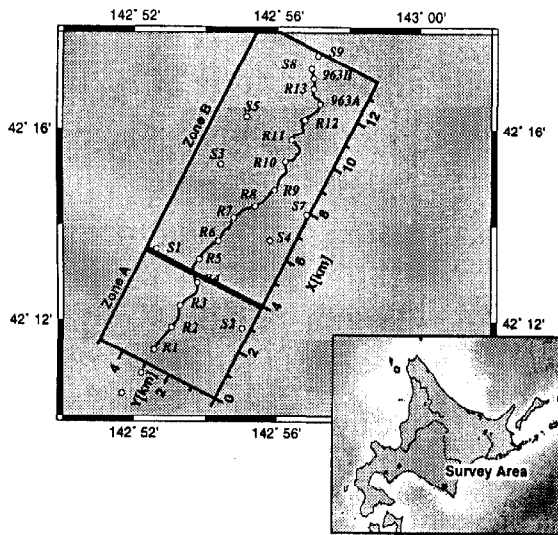 142° 52' 142° 56' 143° 00'
S9
S8
963B
R13
963A
Zone B
S5
R12
12
42° 16' 42° 16'
R11
S3
R10
10
R9
R8
S7
8
R7
R6
S4
S1
R5
6
X[km]
Zone A
4
R3
42° 12' 42° 12'
R2
S2
R1
2
4
Y[km]
2
0
142° 52' 142° 56'
Survey Area